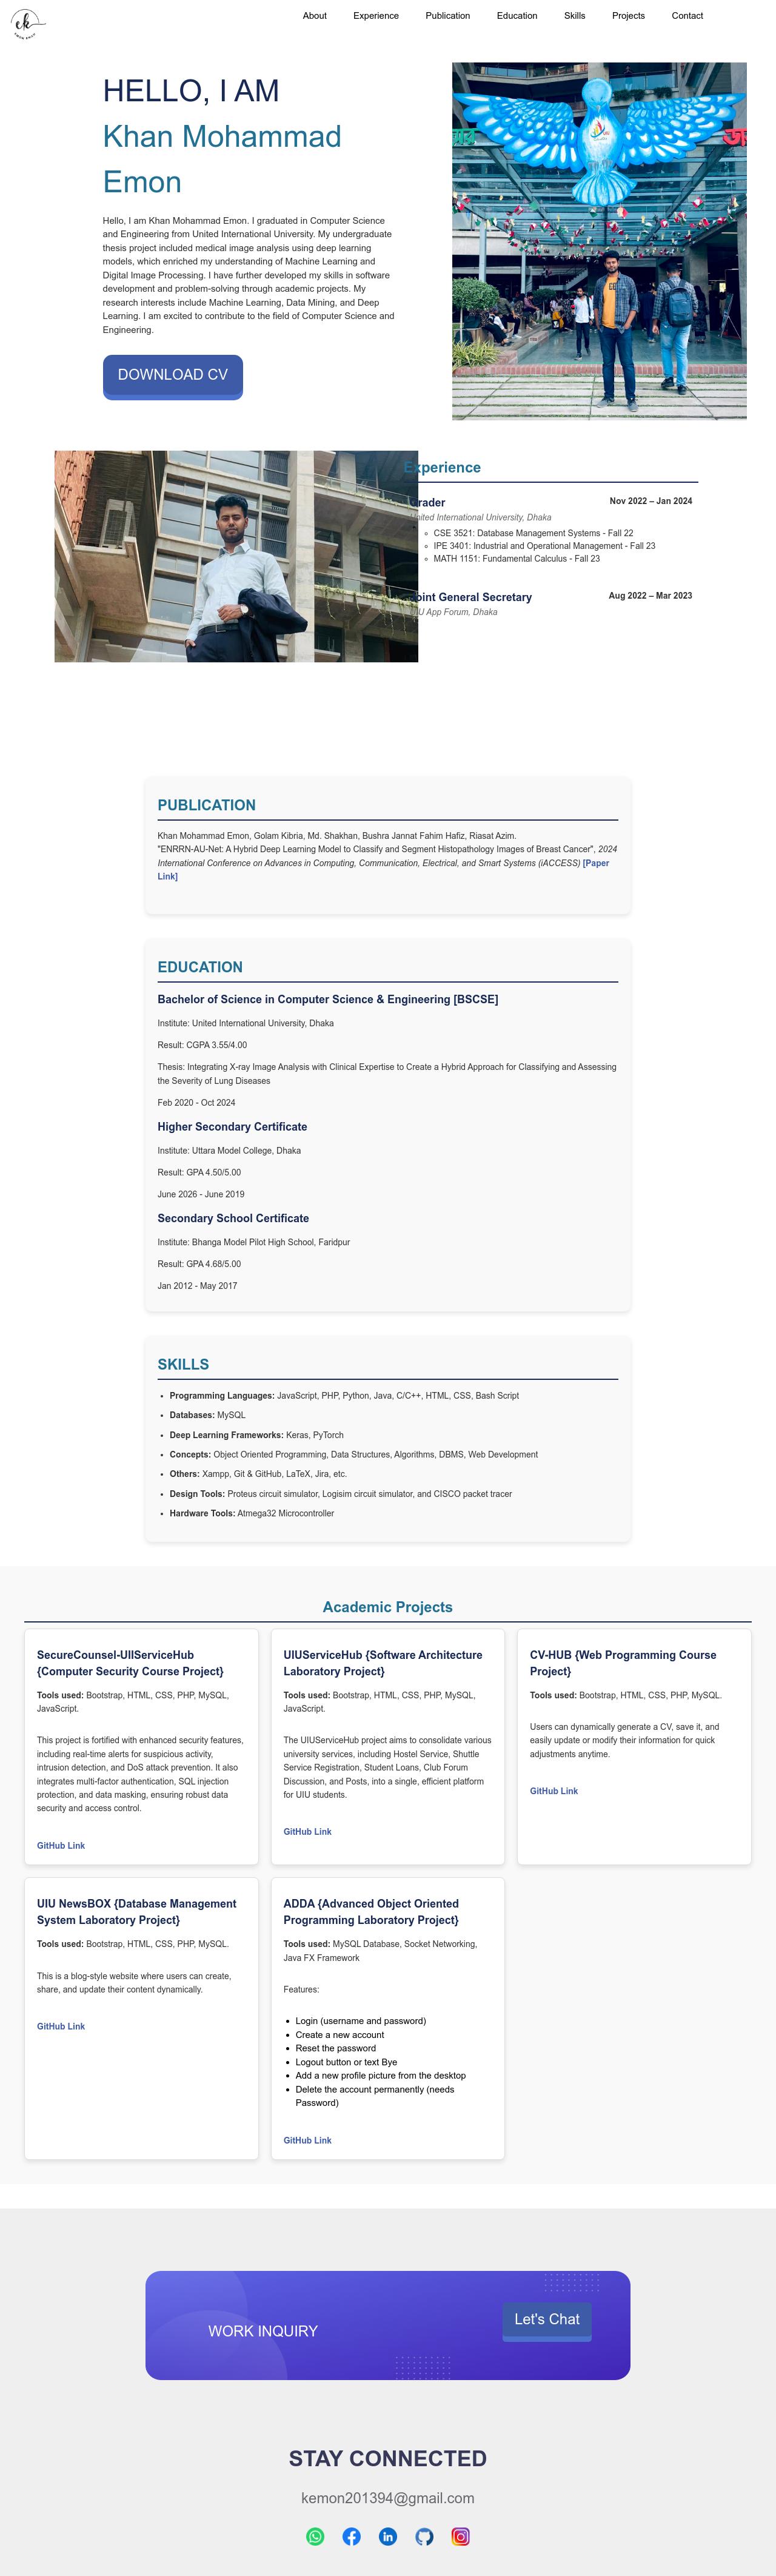 ek
EMON KHAN
About Experience Publication Education Skills Projects Contact
HELLO, I AM
Khan Mohammad
Emon
Hello, I am Khan Mohammad Emon. I graduated in Computer Science
and Engineering from United International University. My undergraduate
thesis project included medical image analysis using deep learning
models, which enriched my understanding of Machine Learning and
Digital Image Processing. I have further developed my skills in software
development and problem-solving through academic projects. My
research interests include Machine Learning, Data Mining, and Deep
Learning. I am excited to contribute to the field of Computer Science and
Engineering.
DOWNLOAD CV
Experience
Grader Nov 2022 – Jan 2024
United International University, Dhaka
CSE 3521: Database Management Systems - Fall 22
IPE 3401: Industrial and Operational Management - Fall 23
MATH 1151: Fundamental Calculus - Fall 23
Joint General Secretary Aug 2022 – Mar 2023
UIU App Forum, Dhaka
PUBLICATION
Khan Mohammad Emon, Golam Kibria, Md. Shakhan, Bushra Jannat Fahim Hafiz, Riasat Azim.
"ENRRN-AU-Net: A Hybrid Deep Learning Model to Classify and Segment Histopathology Images of Breast Cancer", 2024
International Conference on Advances in Computing, Communication, Electrical, and Smart Systems (iACCESS) [Paper
Link]
EDUCATION
Bachelor of Science in Computer Science & Engineering [BSCSE]
Institute: United International University, Dhaka
Result: CGPA 3.55/4.00
Thesis: Integrating X-ray Image Analysis with Clinical Expertise to Create a Hybrid Approach for Classifying and Assessing
the Severity of Lung Diseases
Feb 2020 - Oct 2024
Higher Secondary Certificate
Institute: Uttara Model College, Dhaka
Result: GPA 4.50/5.00
June 2026 - June 2019
Secondary School Certificate
Institute: Bhanga Model Pilot High School, Faridpur
Result: GPA 4.68/5.00
Jan 2012 - May 2017
SKILLS
Programming Languages: JavaScript, PHP, Python, Java, C/C++, HTML, CSS, Bash Script
Databases: MySQL
Deep Learning Frameworks: Keras, PyTorch
Concepts: Object Oriented Programming, Data Structures, Algorithms, DBMS, Web Development
Others: Xampp, Git & GitHub, LaTeX, Jira, etc.
Design Tools: Proteus circuit simulator, Logisim circuit simulator, and CISCO packet tracer
Hardware Tools: Atmega32 Microcontroller
Academic Projects
SecureCounsel-UIIServiceHub
{Computer Security Course Project}
Tools used: Bootstrap, HTML, CSS, PHP, MySQL,
JavaScript.
This project is fortified with enhanced security features,
including real-time alerts for suspicious activity,
intrusion detection, and DoS attack prevention. It also
integrates multi-factor authentication, SQL injection
protection, and data masking, ensuring robust data
security and access control.
GitHub Link
UIUServiceHub {Software Architecture
Laboratory Project}
Tools used: Bootstrap, HTML, CSS, PHP, MySQL,
JavaScript.
The UIUServiceHub project aims to consolidate various
university services, including Hostel Service, Shuttle
Service Registration, Student Loans, Club Forum
Discussion, and Posts, into a single, efficient platform
for UIU students.
GitHub Link
CV-HUB {Web Programming Course
Project}
Tools used: Bootstrap, HTML, CSS, PHP, MySQL.
Users can dynamically generate a CV, save it, and
easily update or modify their information for quick
adjustments anytime.
GitHub Link
UIU NewsBOX {Database Management
System Laboratory Project}
Tools used: Bootstrap, HTML, CSS, PHP, MySQL.
This is a blog-style website where users can create,
share, and update their content dynamically.
GitHub Link
ADDA {Advanced Object Oriented
Programming Laboratory Project}
Tools used: MySQL Database, Socket Networking,
Java FX Framework
Features:
Login (username and password)
Create a new account
Reset the password
Logout button or text Bye
Add a new profile picture from the desktop
Delete the account permanently (needs
Password)
GitHub Link
WORK INQUIRY
Let's Chat
STAY CONNECTED
kemon201394@gmail.com